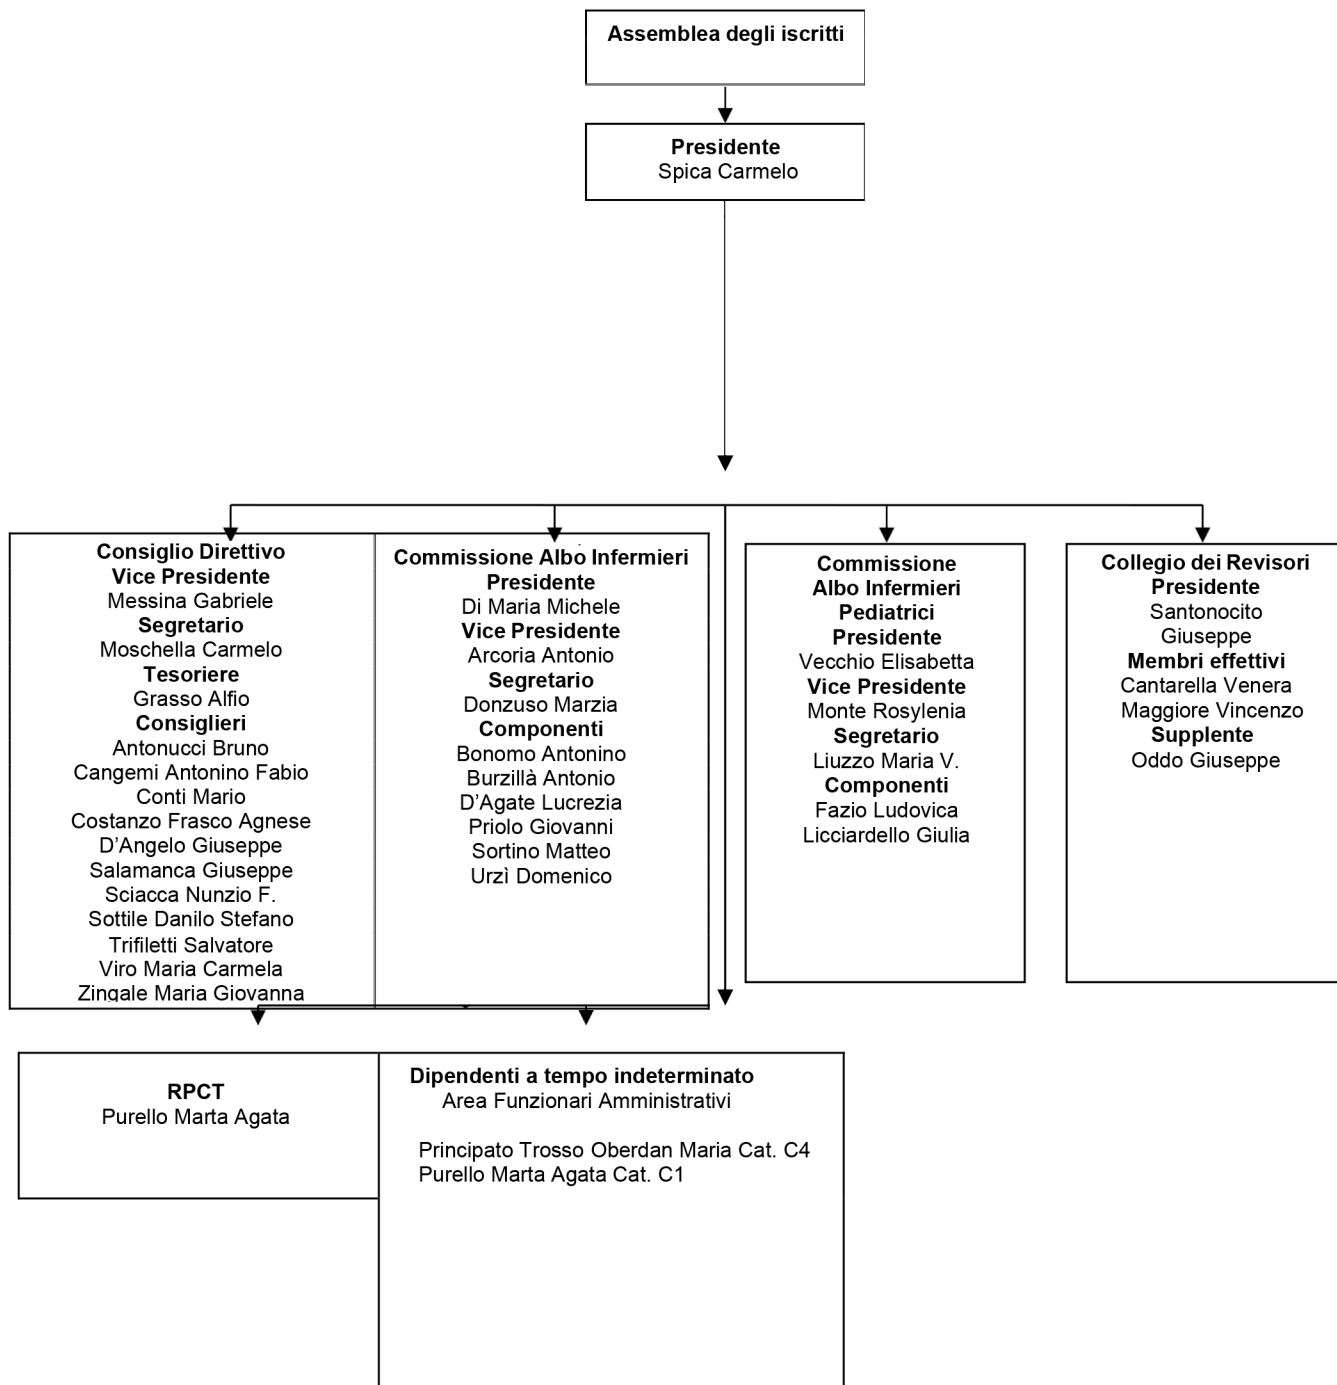 Assemblea degli iscritti
Presidente
Spica Carmelo
Consiglio Direttivo
Vice Presidente
Messina Gabriele
Segretario
Moschella Carmelo
Tesoriere
Grasso Alfio
Consiglieri
Antonucci Bruno
Cangemi Antonino Fabio
Conti Mario
Costanzo Frasco Agnese
D’Angelo Giuseppe
Salamanca Giuseppe
Sciacca Nunzio F.
Sottile Danilo Stefano
Trifiletti Salvatore
Viro Maria Carmela
Zingale Maria Giovanna
Commissione Albo Infermieri
Presidente
Di Maria Michele
Vice Presidente
Arcoria Antonio
Segretario
Donzuso Marzia
Componenti
Bonomo Antonino
Burzillà Antonio
D’Agate Lucrezia
Priolo Giovanni
Sortino Matteo
Urzì Domenico
Commissione
Albo Infermieri
Pediatrici
Presidente
Vecchio Elisabetta
Vice Presidente
Monte Rosylenia
Segretario
Liuzzo Maria V.
Componenti
Fazio Ludovica
Licciardello Giulia
Collegio dei Revisori
Presidente
Santonocito
Giuseppe
Membri effettivi
Cantarella Venera
Maggiore Vincenzo
Supplente
Oddo Giuseppe
RPCT
Purello Marta Agata
Dipendenti a tempo indeterminato
Area Funzionari Amministrativi
Principato Trosso Oberdan Maria Cat. C4
Purello Marta Agata Cat. C1